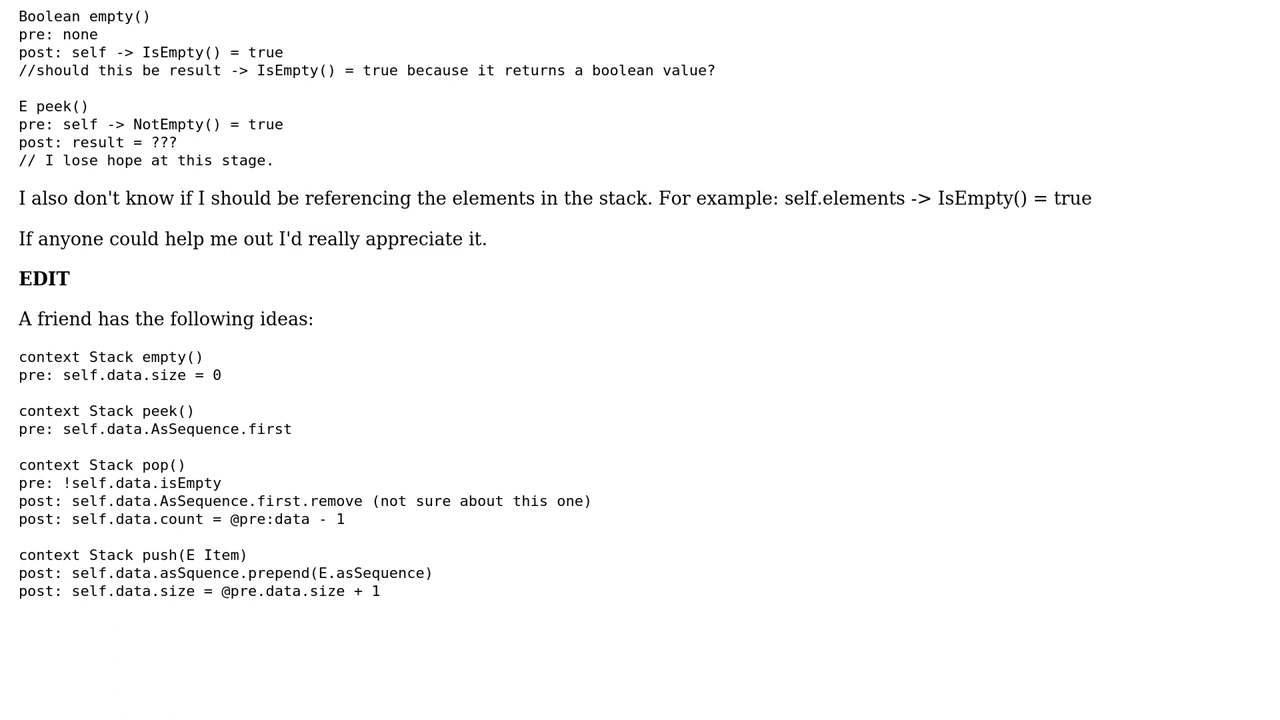 Boolean empty()
pre: none
post: self -> IsEmpty() = true
//should this be result -> IsEmpty() = true because it returns a boolean value?
E peek()
pre: self -> NotEmpty() = true
post: result = ???
// I lose hope at this stage.
I also don't know if I should be referencing the elements in the stack. For example: self.elements -> IsEmpty() = true
If anyone could help me out I'd really appreciate it.
EDIT
A friend has the following ideas:
context Stack empty()
pre: self.data.size = 0
context Stack peek()
pre: self.data.AsSequence.first
context Stack pop()
pre: !self.data.isEmpty
post: self.data.AsSequence.first.remove (not sure about this one)
post: self.data.count = @pre:data - 1
context Stack push(E Item)
post: self.data.asSquence.prepend(E.asSequence)
post: self.data.size = @pre.data.size + 1